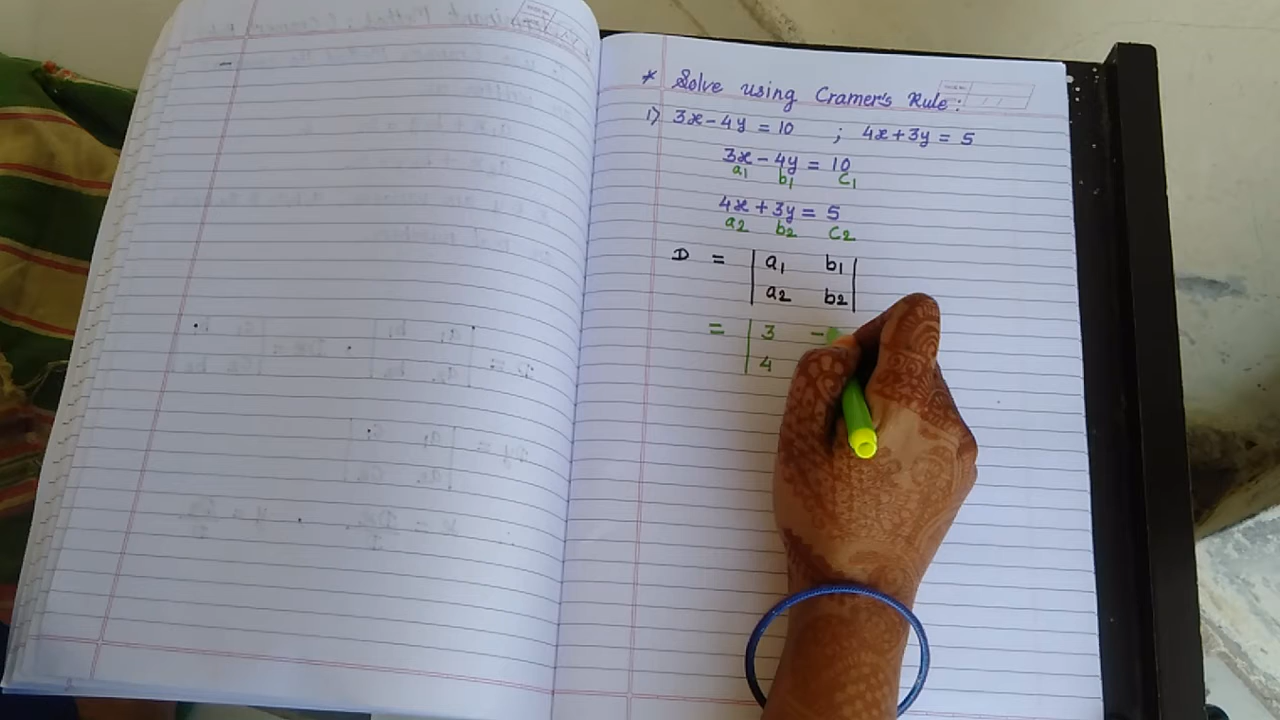 * Solve using Cramer's Rule:
1) 3x - 4y = 10 ; 4x + 3y = 5
3x - 4y = 10
a1 b1 c1
4x + 3y = 5
a2 b2 c2
D = | a1 b1 |
| a2 b2 |
= | 3 -
| 4